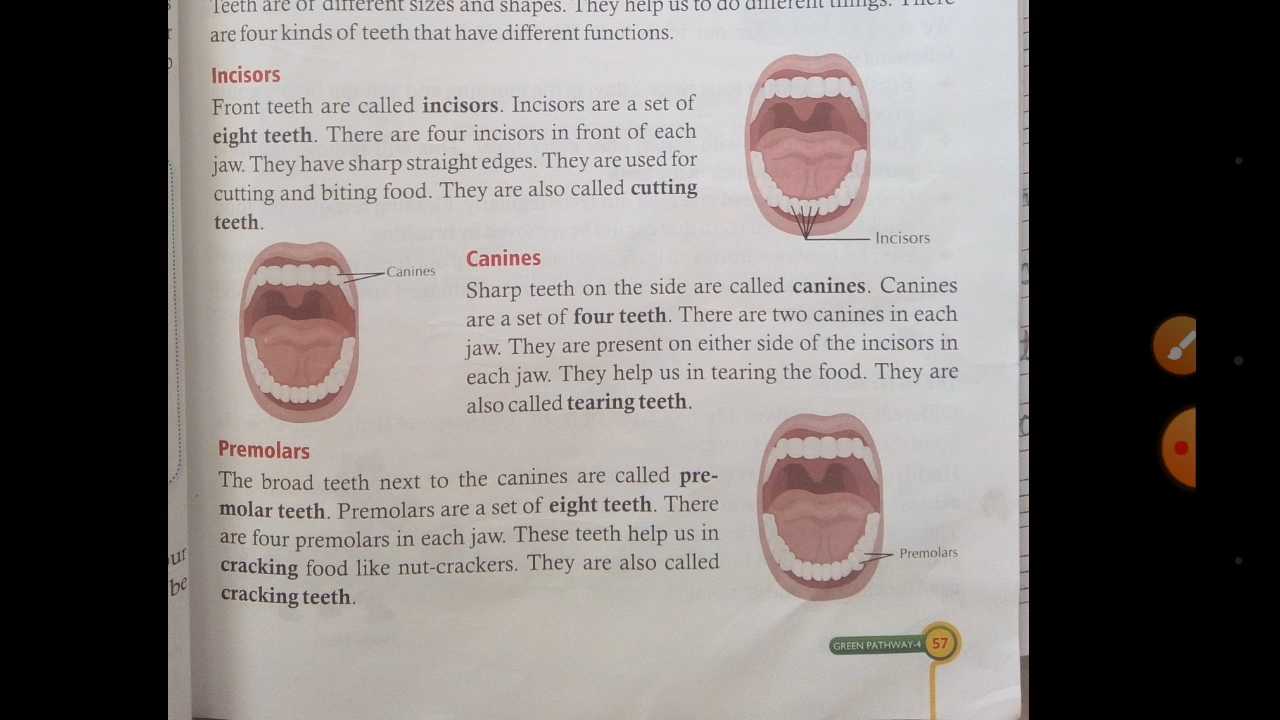 Teeth are of different sizes and shapes. They help us to do different things. There
are four kinds of teeth that have different functions.
Incisors
Front teeth are called incisors. Incisors are a set of
eight teeth. There are four incisors in front of each
jaw. They have sharp straight edges. They are used for
cutting and biting food. They are also called cutting
teeth.
Incisors
Canines
Canines
Sharp teeth on the side are called canines. Canines
are a set of four teeth. There are two canines in each
jaw. They are present on either side of the incisors in
each jaw. They help us in tearing the food. They are
also called tearing teeth.
Premolars
The broad teeth next to the canines are called pre-
molar teeth. Premolars are a set of eight teeth. There
are four premolars in each jaw. These teeth help us in
cracking food like nut-crackers. They are also called
cracking teeth.
Premolars
ur
be
GREEN PATHWAY-4 57